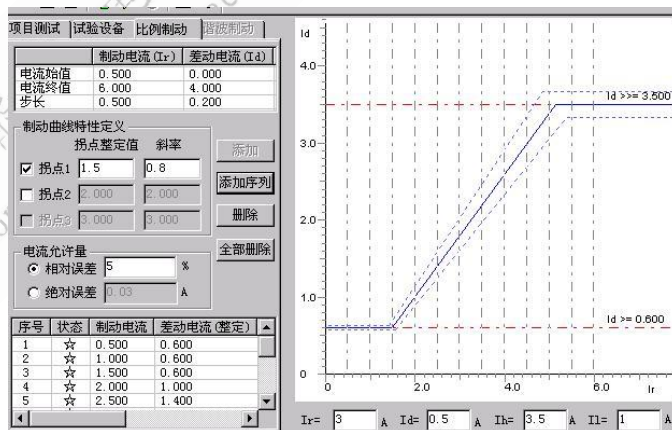 项目测试 试验设备 比例制动 谐波制动
制动电流(Ir) 差动电流(Id)
电流始值 0.500 0.000
电流终值 6.000 4.000
步长 0.500 0.200
制动曲线特性定义
拐点整定值 斜率
拐点1 1.5 0.8
拐点2 2.000 2.000
拐点3 3.000 3.000
添加
添加序列
删除
全部删除
电流允许量
相对误差 5 %
绝对误差 0.03 A
序号 状态 制动电流 差动电流(整定)
1 ☆ 0.500 0.600
2 ☆ 1.000 0.600
3 ☆ 1.500 0.600
4 ☆ 2.000 1.000
5 ☆ 2.500 1.400
Id
4.0
3.0
2.0
1.0
0
Id >>= 3.500
Id >= 0.600
0 2.0 4.0 6.0 Ir
Ir= 3 A Id= 0.5 A Ih= 3.5 A Il= 1 A